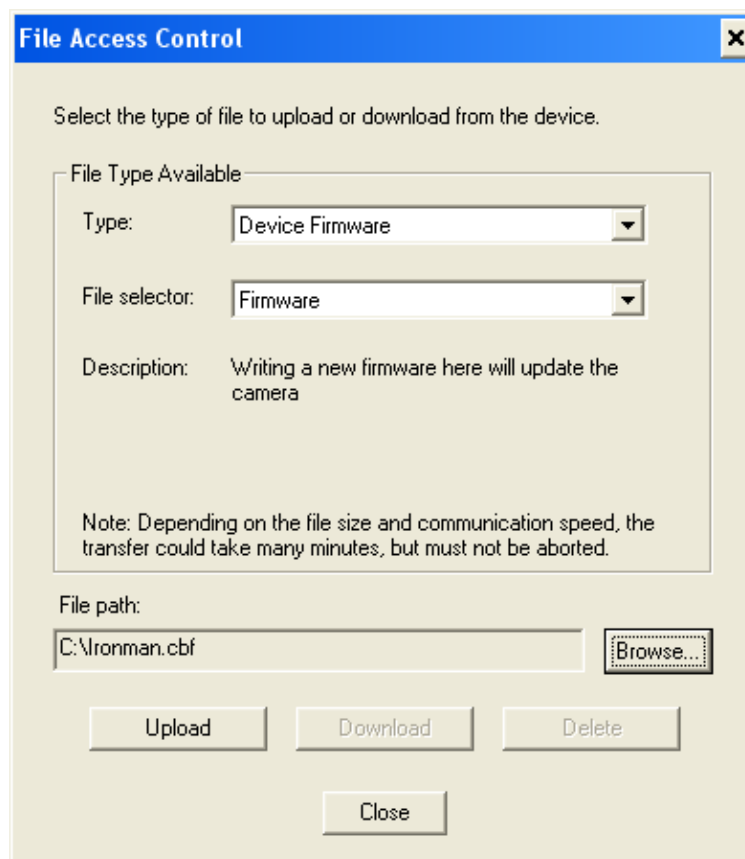 File Access Control
Select the type of file to upload or download from the device.
File Type Available
Type: Device Firmware
File selector: Firmware
Description: Writing a new firmware here will update the
camera
Note: Depending on the file size and communication speed, the
transfer could take many minutes, but must not be aborted.
File path:
C:\Ironman.cbf Browse...
Upload Download Delete
Close